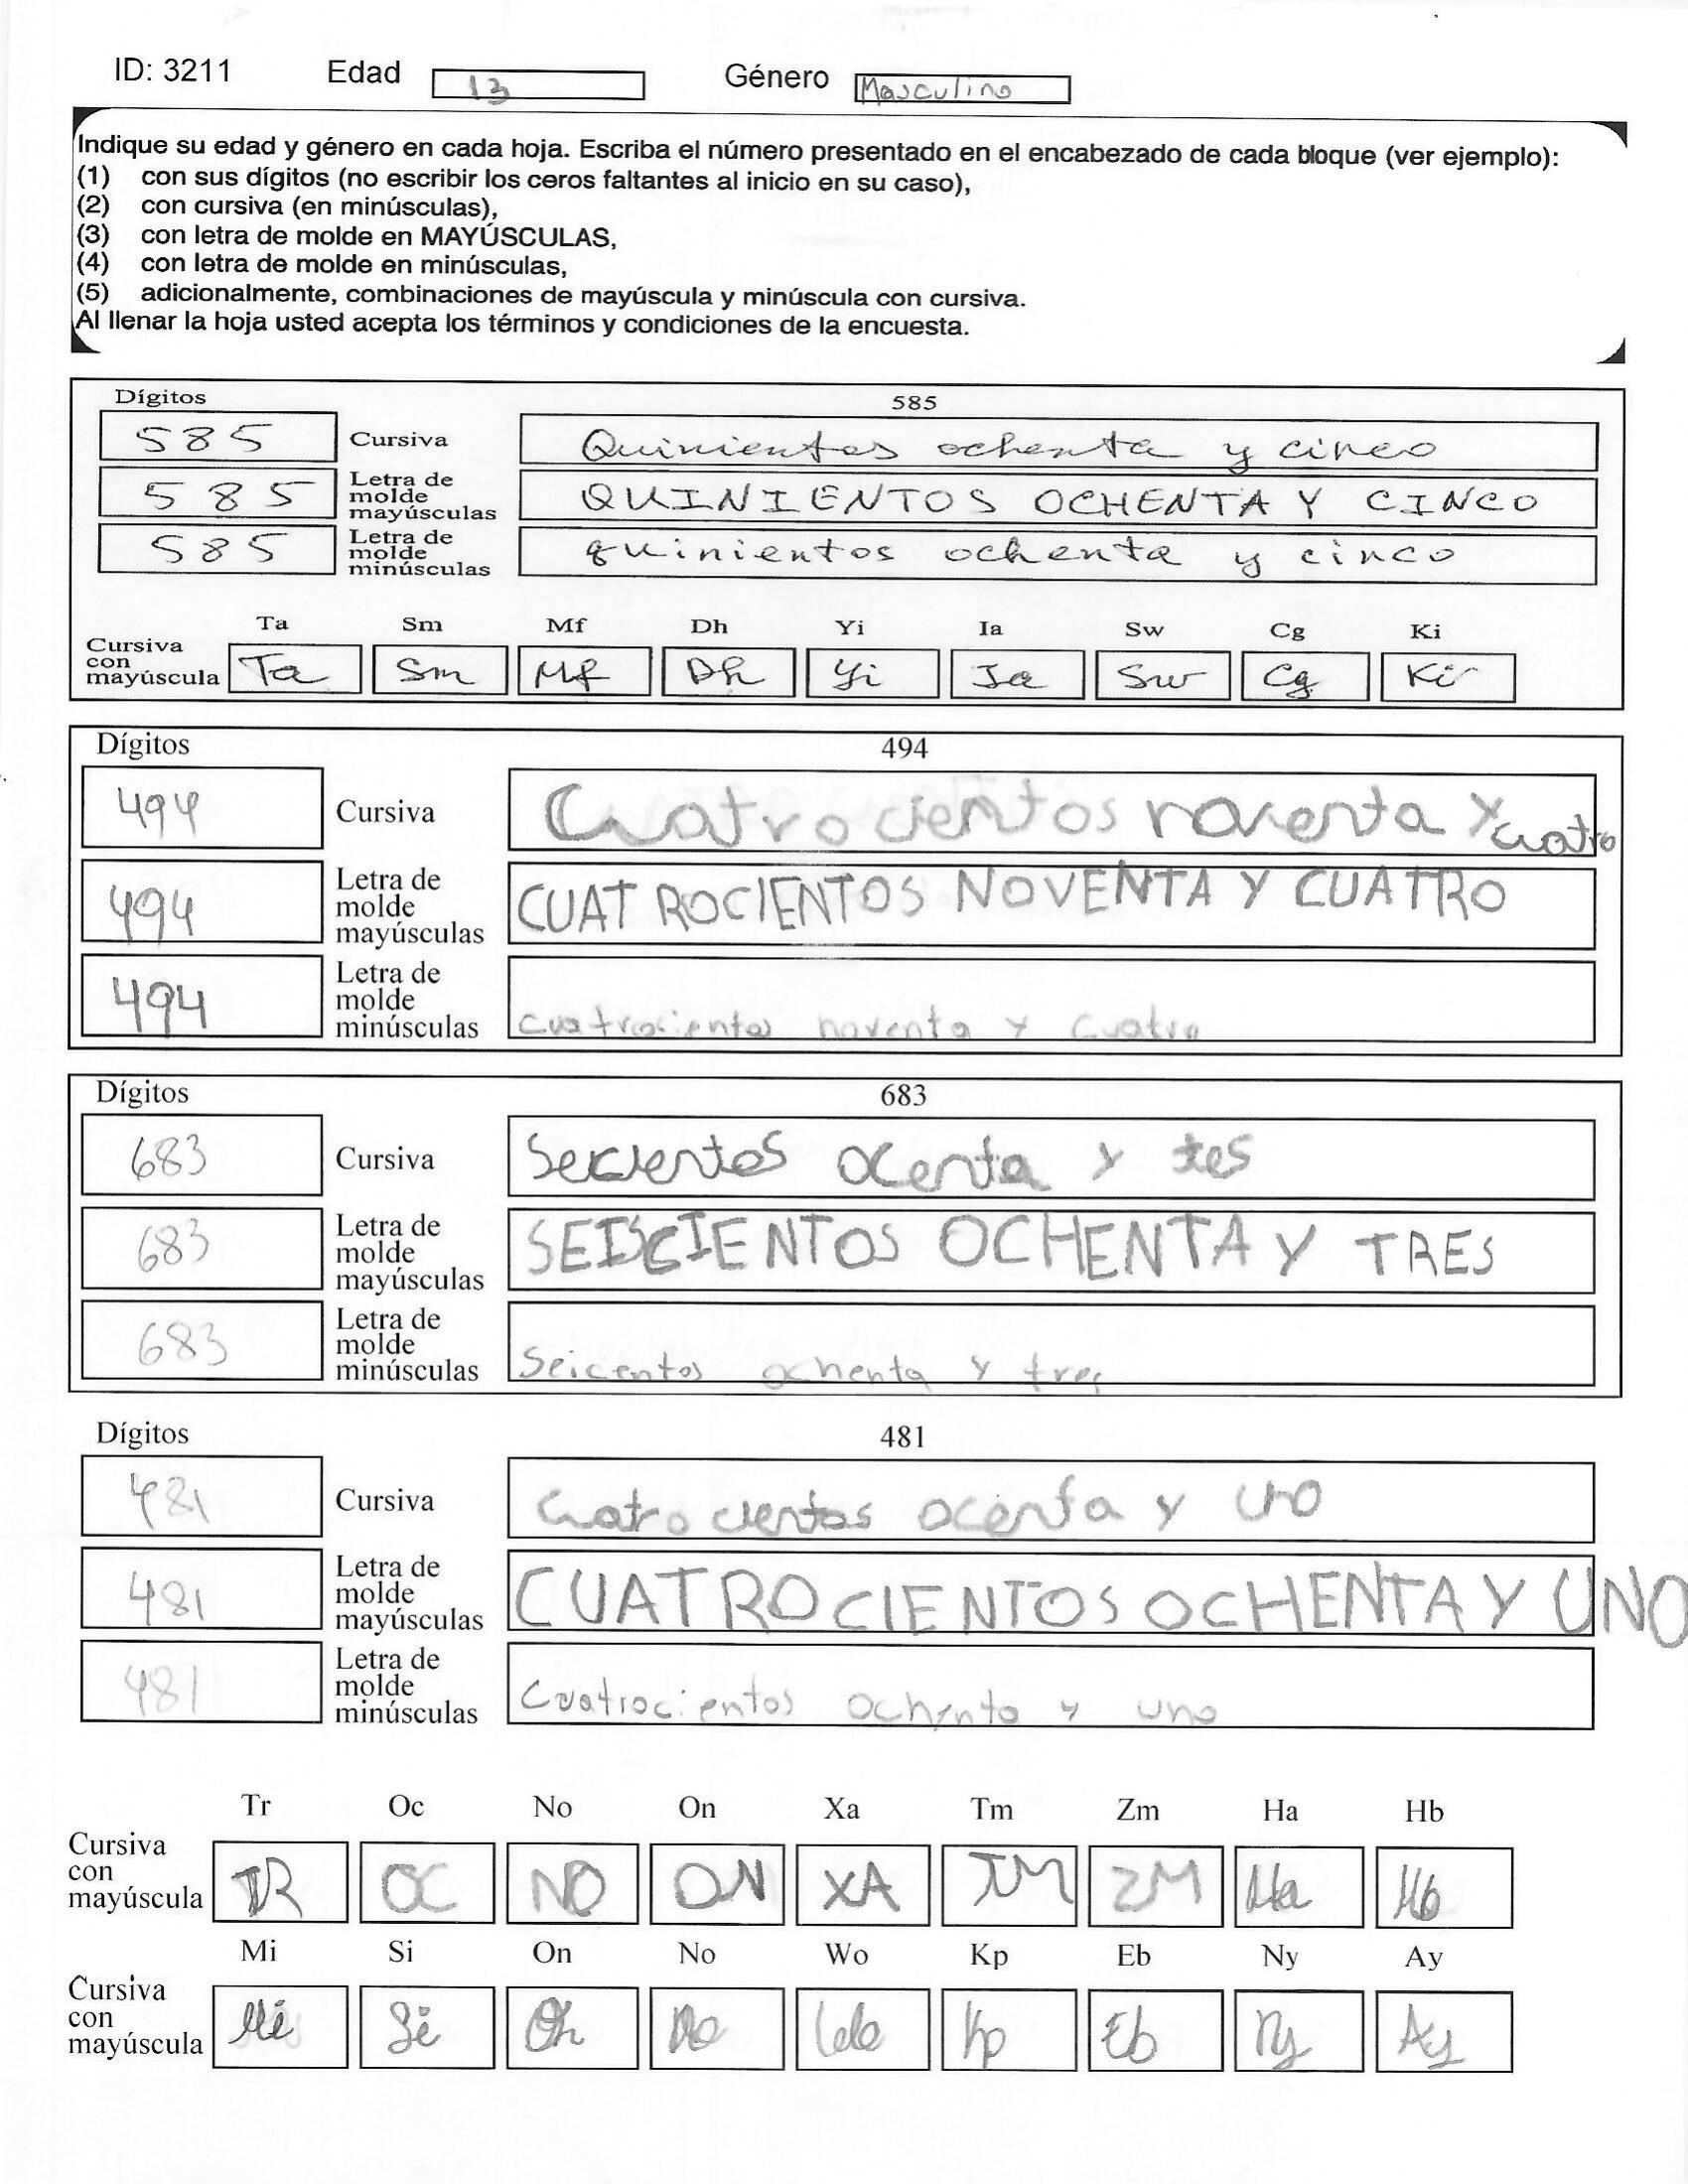 ID: 3211 Edad 13 Género Masculino
Indique su edad y género en cada hoja. Escriba el número presentado en el encabezado de cada bloque (ver ejemplo):
(1) con sus dígitos (no escribir los ceros faltantes al inicio en su caso),
(2) con cursiva (en minúsculas),
(3) con letra de molde en MAYÚSCULAS,
(4) con letra de molde en minúsculas,
(5) adicionalmente, combinaciones de mayúscula y minúscula con cursiva.
Al llenar la hoja usted acepta los términos y condiciones de la encuesta.
Dígitos 585
585 Cursiva Quinientos ochenta y cinco
585 Letra de molde mayúsculas QUINIENTOS OCHENTA Y CINCO
585 Letra de molde minúsculas quinientos ochenta y cinco
Ta Sm Mf Dh Yi Ia Sw Cg Ki
Cursiva con mayúscula Ta Sm Mf Dh Yi Ia Sw Cg Ki
Dígitos 494
494 Cursiva Cuatrocientos noventa y cuatro
494 Letra de molde mayúsculas CUATROCIENTOS NOVENTA Y CUATRO
494 Letra de molde minúsculas cuatrocientos noventa y cuatro
Dígitos 683
683 Cursiva Seicientos ocenta y tes
683 Letra de molde mayúsculas SEISCIENTOS OCHENTA Y TRES
683 Letra de molde minúsculas Seicentos ochenta y tres
Dígitos 481
481 Cursiva Cuatrocientos ocenta y uno
481 Letra de molde mayúsculas CUATROCIENTOS OCHENTA Y UNO
481 Letra de molde minúsculas Cuatrocientos ochenta y uno
Tr Oc No On Xa Tm Zm Ha Hb
Cursiva con mayúscula TR OC NO ON XA TM ZM Ha Hb
Mi Si On No Wo Kp Eb Ny Ay
Cursiva con mayúscula Mi Si On No Wo Kp Eb Ny Ay